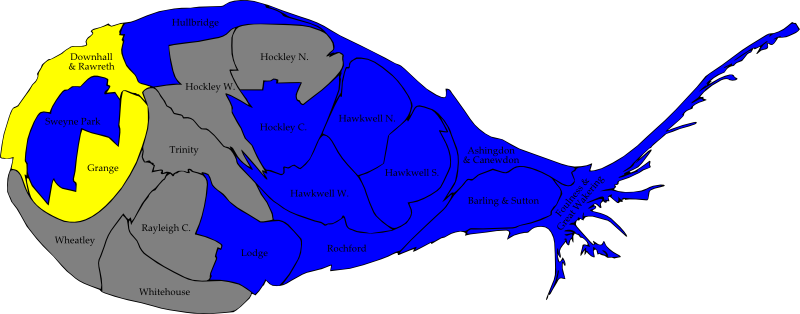 Hullbridge
Downhall
& Rawreth
Hockley N.
Hockley W.
Sweyne Park
Hockley C.
Hawkwell N.
Trinity
Ashingdon
& Canewdon
Grange
Hawkwell S.
Hawkwell W.
Barling & Sutton
Foulness &
Great Wakering
Rayleigh C.
Wheatley
Lodge
Rochford
Whitehouse